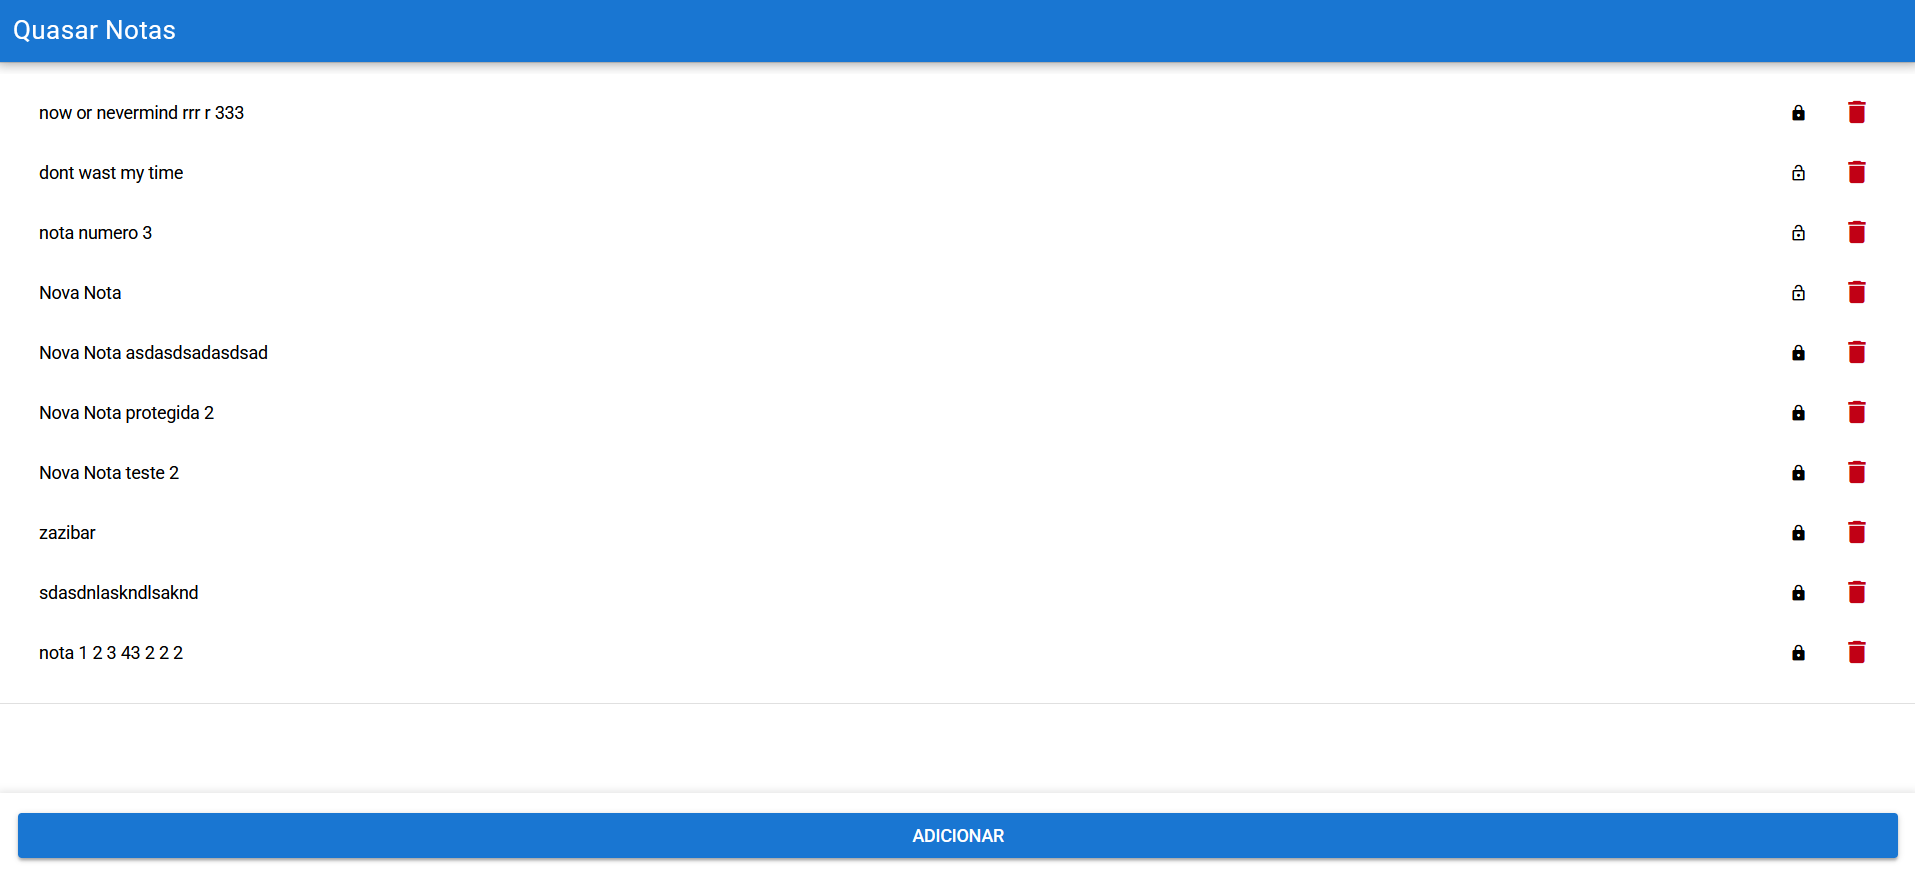 Quasar Notas
now or nevermind rrr r 333
dont wast my time
nota numero 3
Nova Nota
Nova Nota asdasdsadasdsad
Nova Nota protegida 2
Nova Nota teste 2
zazibar
sdasdnlaskndlsaknd
nota 1 2 3 43 2 2 2
ADICIONAR